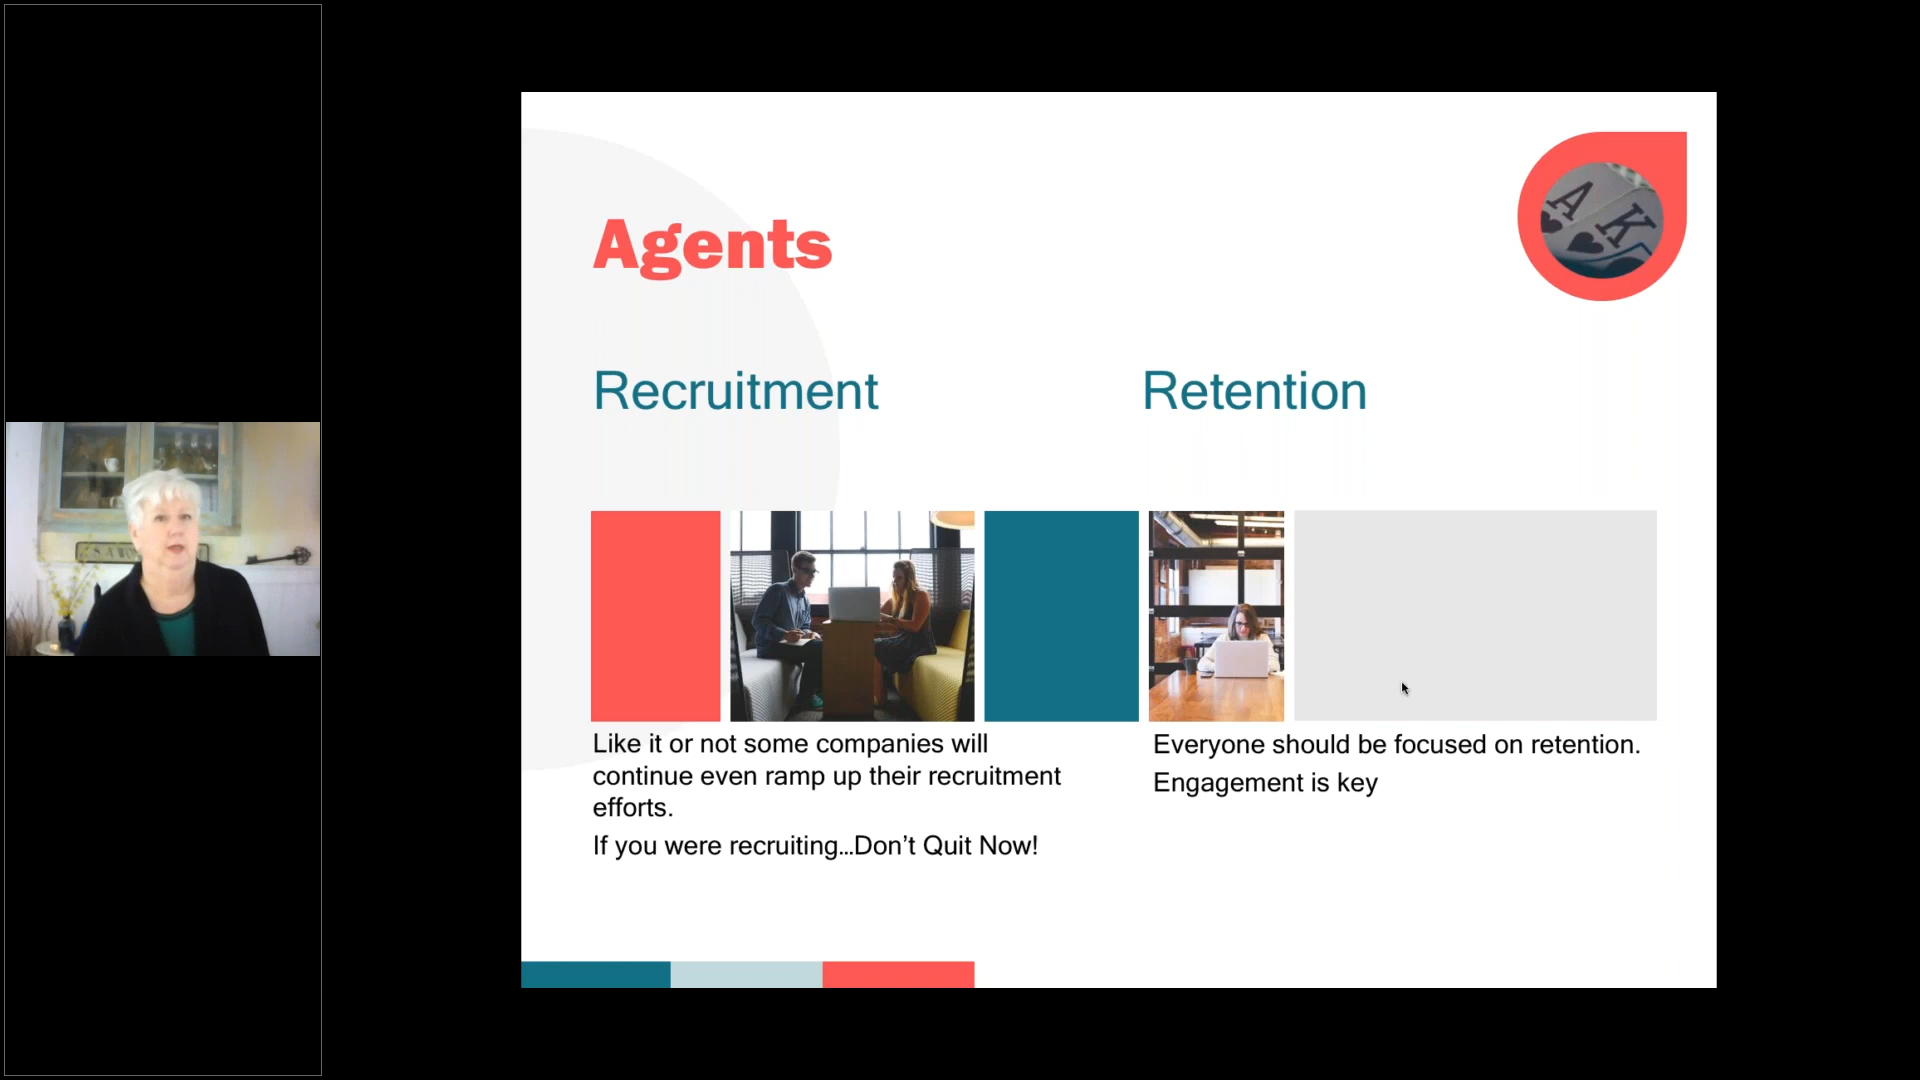 Agents
A K
Recruitment
Retention
Like it or not some companies will
continue even ramp up their recruitment
efforts.
If you were recruiting…Don’t Quit Now!
Everyone should be focused on retention.
Engagement is key